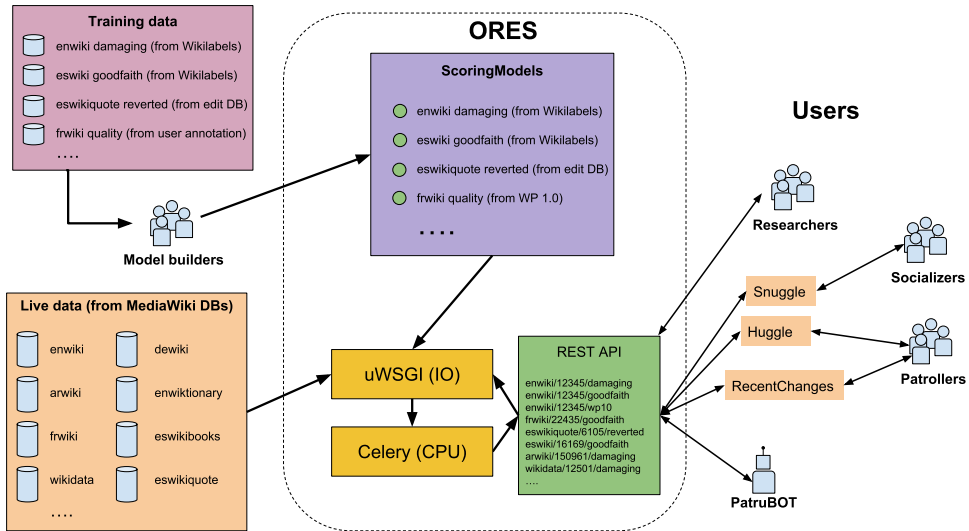 Training data
enwiki damaging (from Wikilabels)
eswiki goodfaith (from Wikilabels)
eswikiquote reverted (from edit DB)
frwiki quality (from user annotation)
....
Model builders
Live data (from MediaWiki DBs)
enwiki
dewiki
arwiki
enwiktionary
frwiki
eswikibooks
wikidata
eswikiquote
....
ORES
ScoringModels
enwiki damaging (from Wikilabels)
eswiki goodfaith (from Wikilabels)
eswikiquote reverted (from edit DB)
frwiki quality (from WP 1.0)
....
uWSGI (IO)
Celery (CPU)
REST API
enwiki/12345/damaging
enwiki/12345/goodfaith
enwiki/12345/wp10
frwiki/22435/goodfaith
eswikiquote/6105/reverted
eswiki/16169/goodfaith
arwiki/150961/damaging
wikidata/12501/damaging
....
Users
Researchers
Socializers
Snuggle
Huggle
Patrollers
RecentChanges
PatruBOT